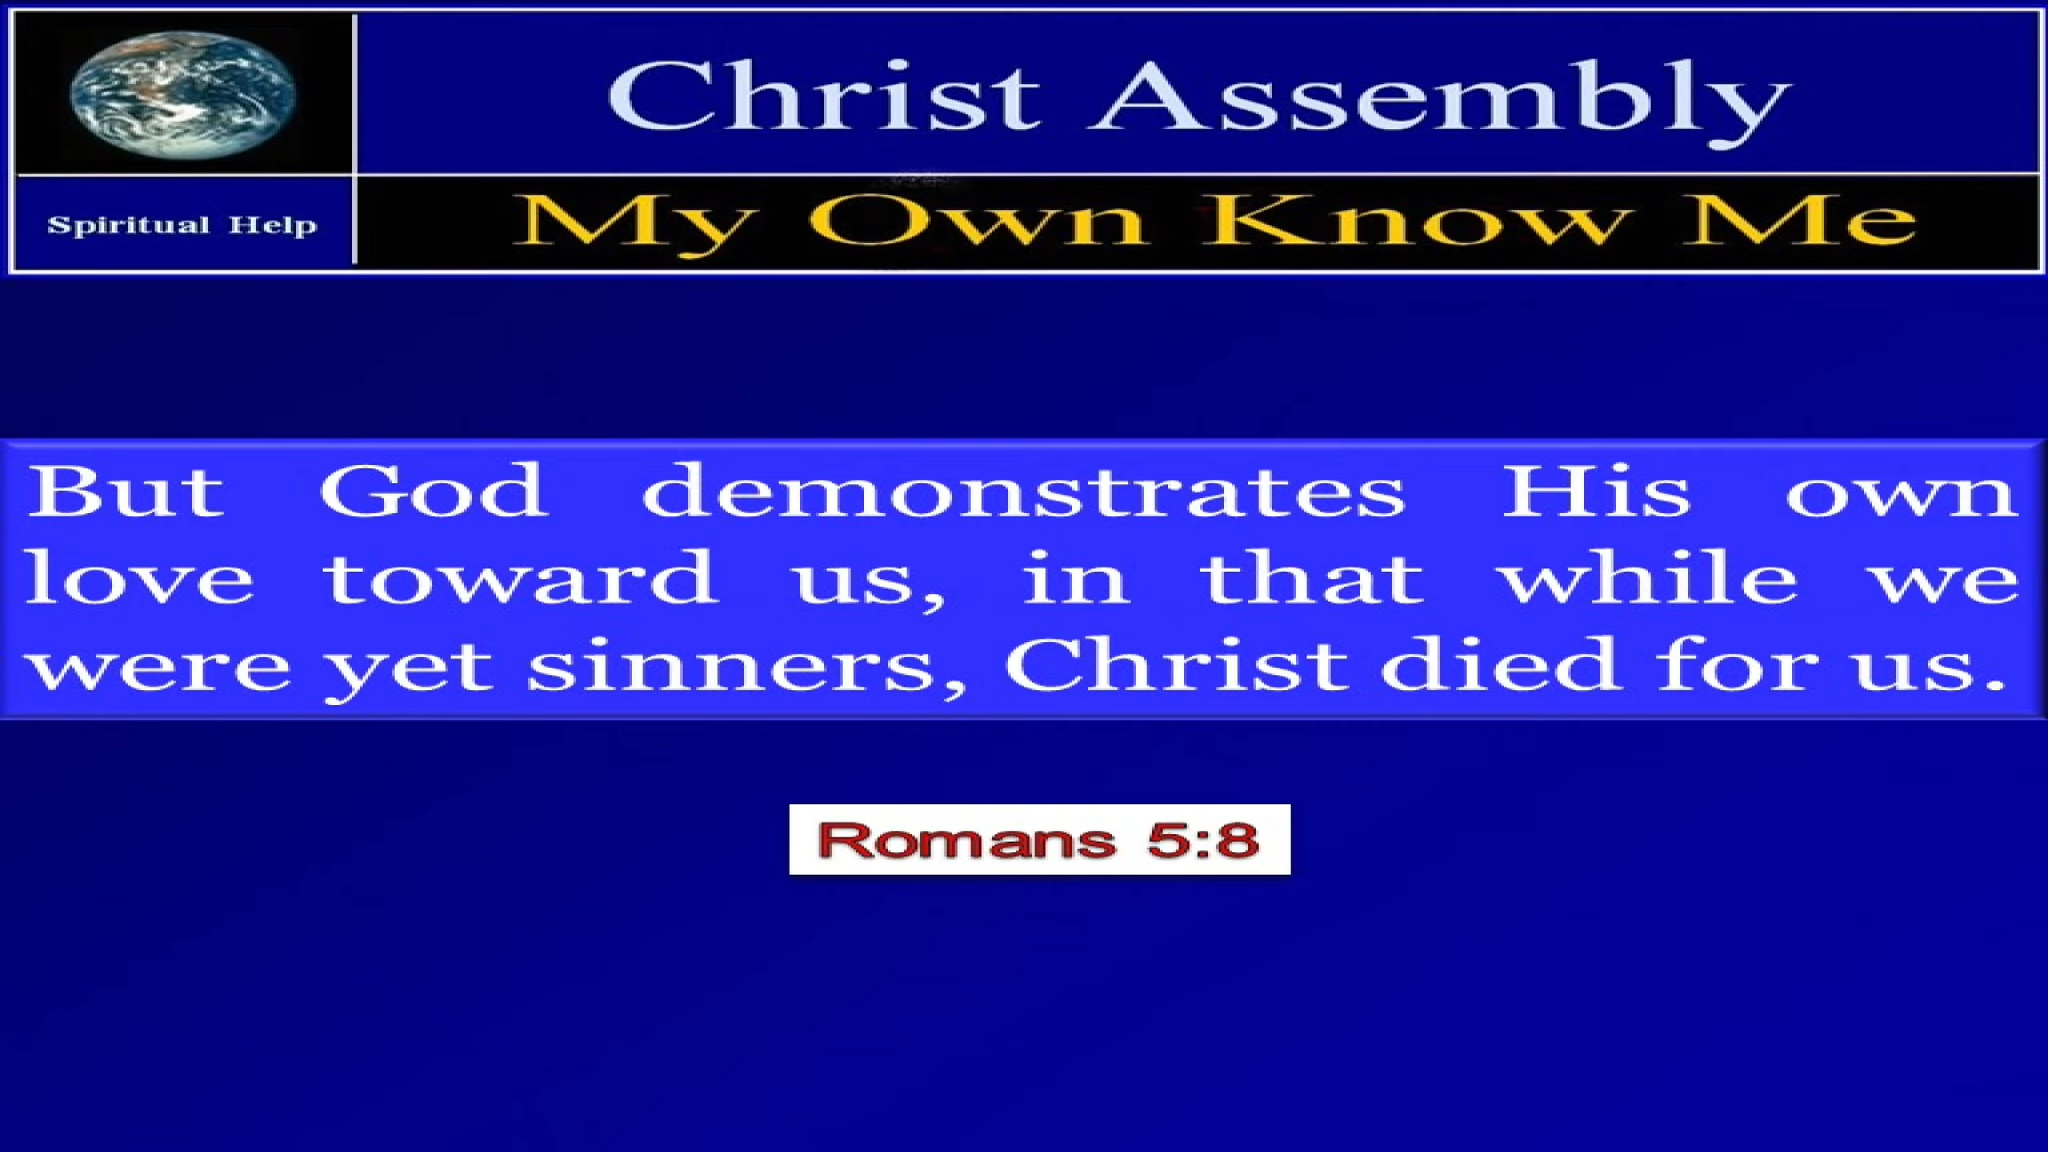 Christ Assembly
Spiritual Help
My Own Know Me
But God demonstrates His own
love toward us, in that while we
were yet sinners, Christ died for us.
Romans 5:8